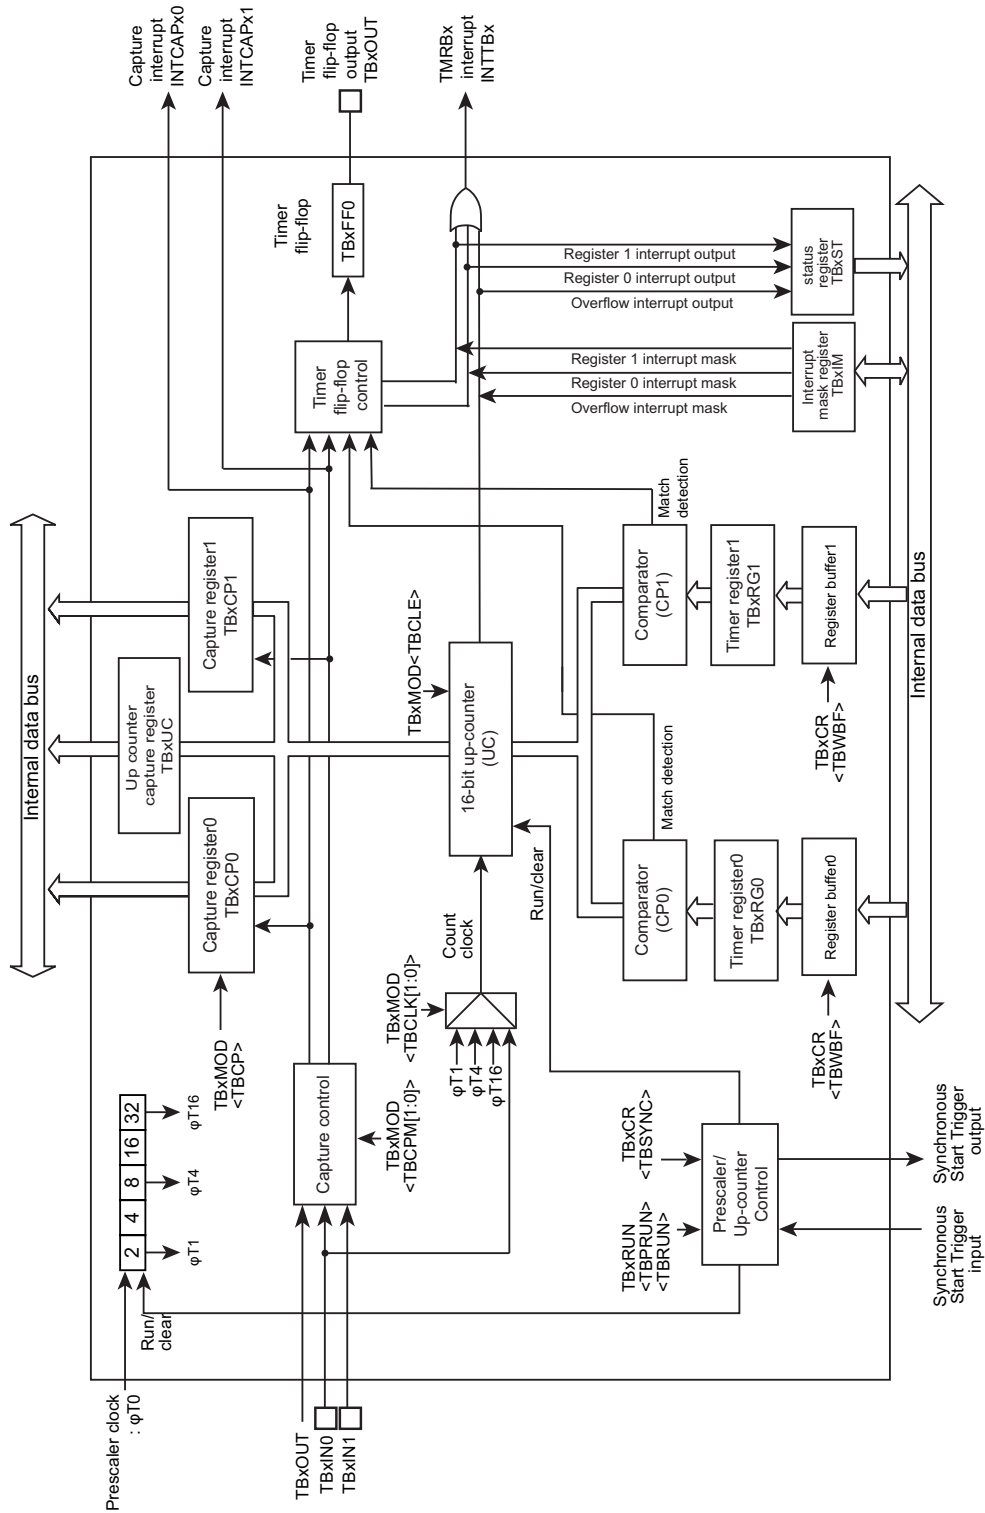 Prescaler clock
: φT0
Run/
clear
2
4
8
16
32
φT1
φT4
φT16
TBxOUT
TBxIN0
TBxIN1
Capture control
TBxMOD
<TBCPM[1:0]>
TBxMOD
<TBCP>
Internal data bus
Capture register0
TBxCP0
Up counter
capture register
TBxUC
Capture register1
TBxCP1
Capture
interrupt
INTCAPx0
Capture
interrupt
INTCAPx1
Timer
flip-flop
control
Timer
flip-flop
TBxFF0
Timer
flip-flop
output
TBxOUT
TMRBx
interrupt
INTTBx
φT1
φT4
φT16
TBxMOD
<TBCLK[1:0]>
Count
clock
16-bit up-counter
(UC)
TBxMOD<TBCLE>
Run/clear
TBxRUN
<TBPRUN>
<TBRUN>
TBxCR
<TBSYNC>
Prescaler/
Up-counter
Control
Synchronous
Start Trigger
input
Synchronous
Start Trigger
output
Match detection
Comparator
(CP0)
Timer register0
TBxRG0
Register buffer0
TBxCR
<TBWBF>
Match
detection
Comparator
(CP1)
Timer register1
TBxRG1
Register buffer1
TBxCR
<TBWBF>
Register 1 interrupt mask
Register 0 interrupt mask
Overflow interrupt mask
Interrupt
mask register
TBxIM
Register 1 interrupt output
Register 0 interrupt output
Overflow interrupt output
status
register
TBxST
Internal data bus